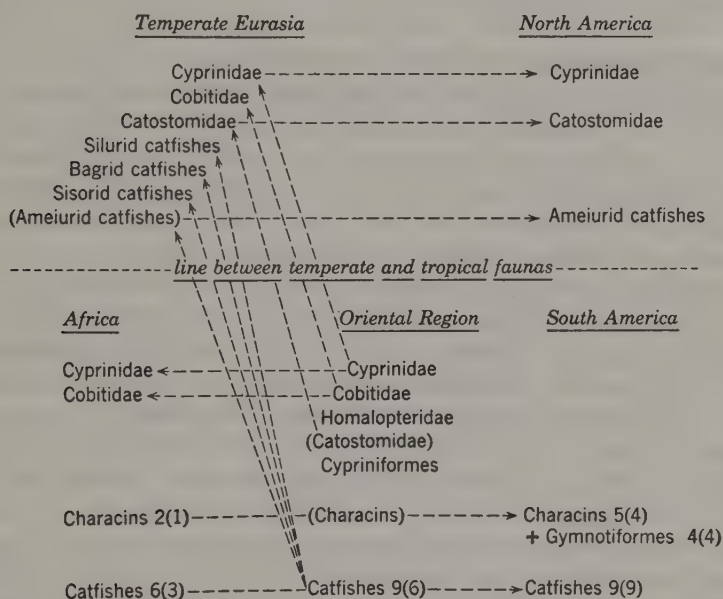 Temperate Eurasia North America
Cyprinidae Cyprinidae
Cobitidae
Catostomidae Catostomidae
Silurid catfishes
Bagrid catfishes
Sisorid catfishes
(Ameiurid catfishes) Ameiurid catfishes
line between temperate and tropical faunas
Africa Oriental Region South America
Cyprinidae Cyprinidae
Cobitidae Cobitidae
Homalopteridae
(Catostomidae)
Cypriniformes
Characins 2(1) (Characins) Characins 5(4)
+ Gymnotiformes 4(4)
Catfishes 6(3) Catfishes 9(6) Catfishes 9(9)